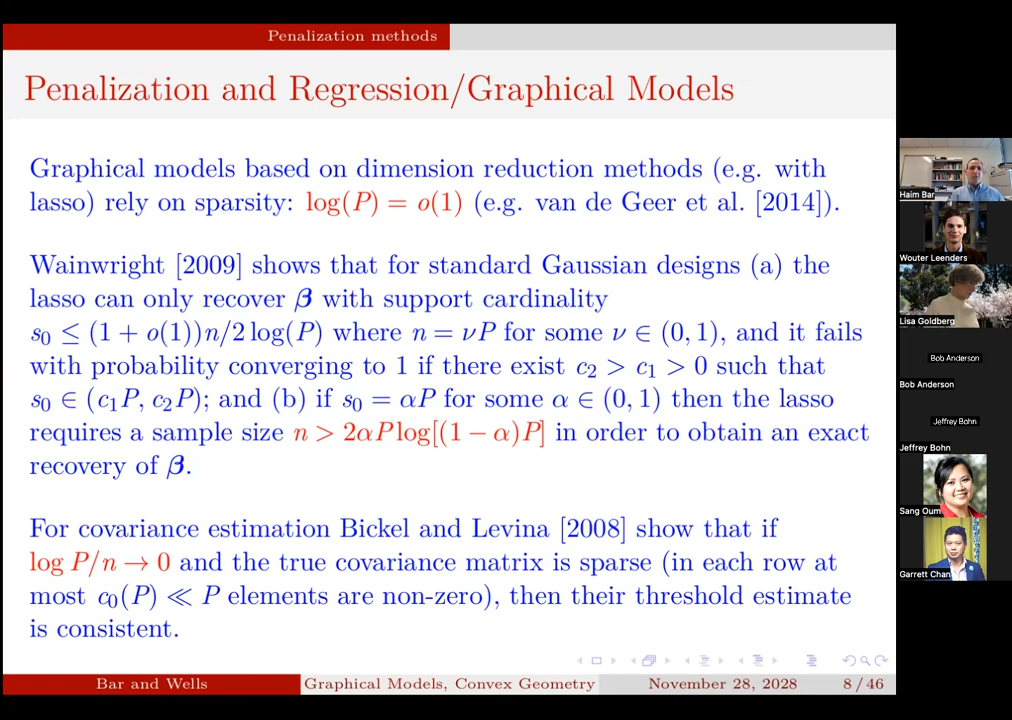 Penalization methods
Penalization and Regression/Graphical Models
Graphical models based on dimension reduction methods (e.g. with
lasso) rely on sparsity: log(P) = o(1) (e.g. van de Geer et al. [2014]).
Wainwright [2009] shows that for standard Gaussian designs (a) the
lasso can only recover β with support cardinality
s₀ ≤ (1 + o(1))n/2 log(P) where n = νP for some ν ∈ (0, 1), and it fails
with probability converging to 1 if there exist c₂ > c₁ > 0 such that
s₀ ∈ (c₁P, c₂P); and (b) if s₀ = αP for some α ∈ (0, 1) then the lasso
requires a sample size n > 2αP log[(1 − α)P] in order to obtain an exact
recovery of β.
For covariance estimation Bickel and Levina [2008] show that if
log P/n → 0 and the true covariance matrix is sparse (in each row at
most c₀(P) ≪ P elements are non-zero), then their threshold estimate
is consistent.
Bar and Wells
Graphical Models, Convex Geometry
November 28, 2028
8 / 46
Haim Bar
Wouter Leenders
Lisa Goldberg
Bob Anderson
Bob Anderson
Jeffrey Bohn
Jeffrey Bohn
Sang Oum
Garrett Chan